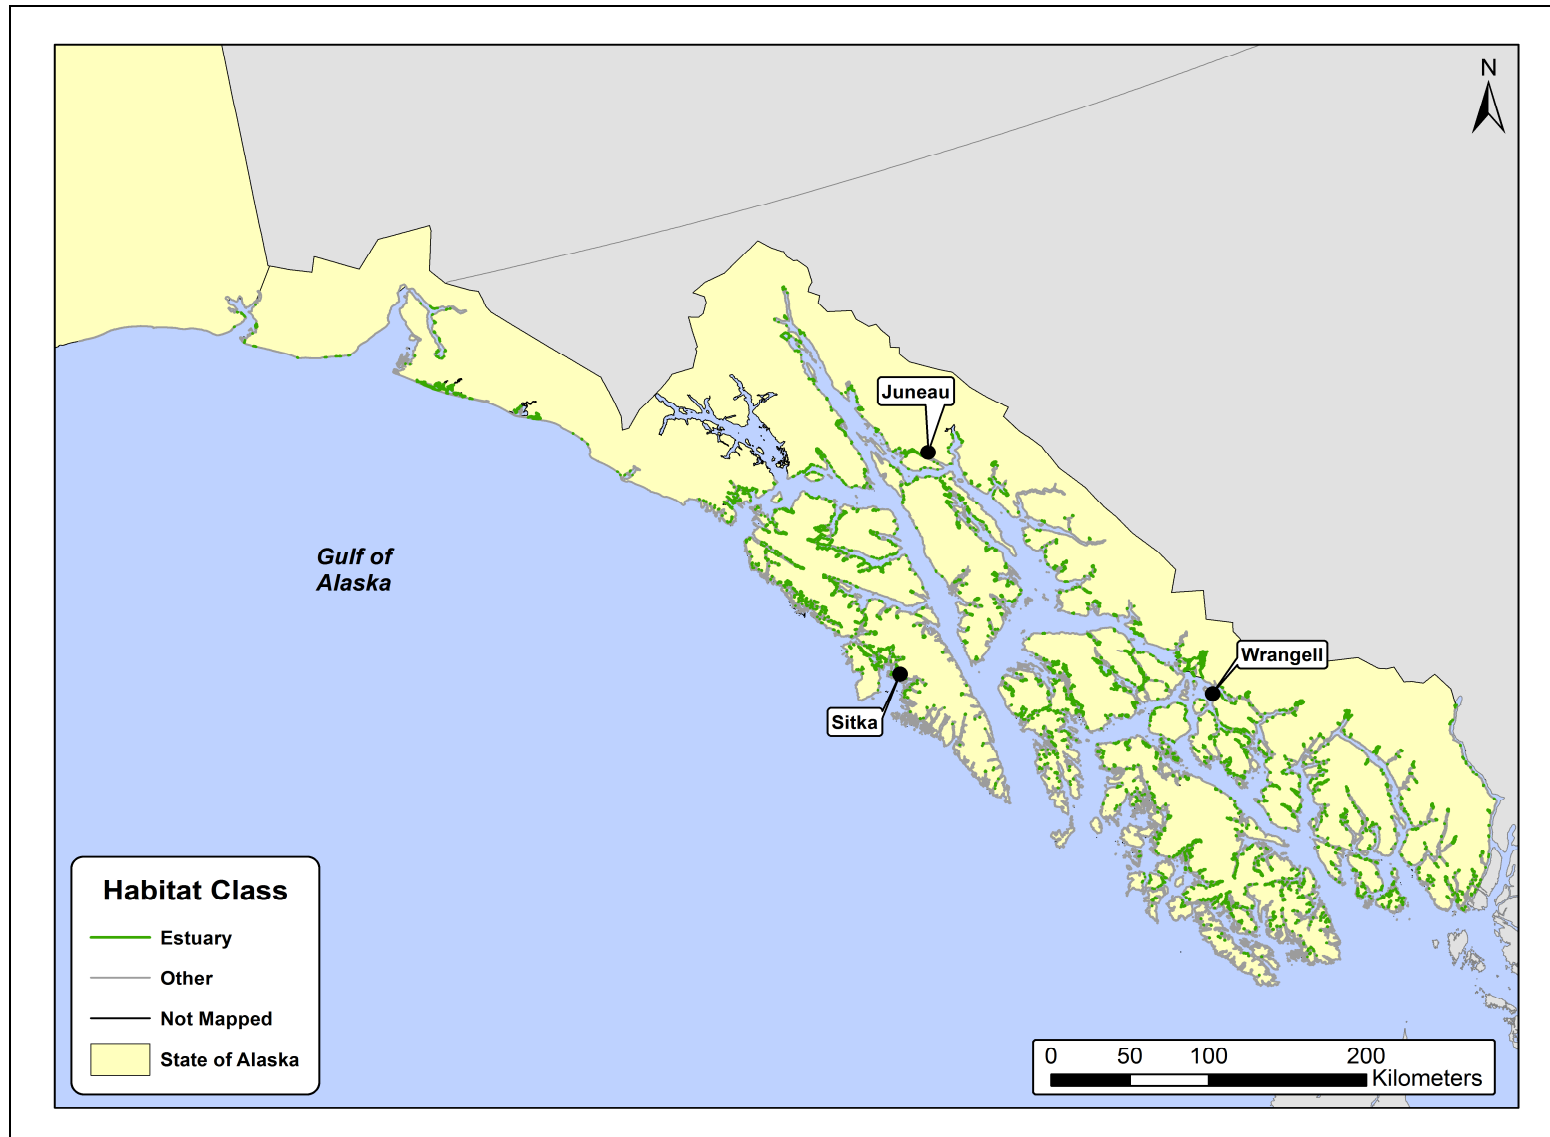 N
Juneau
Gulf of
Alaska
Wrangell
Sitka
Habitat Class
Estuary
Other
Not Mapped
State of Alaska
0 50 100 200
Kilometers